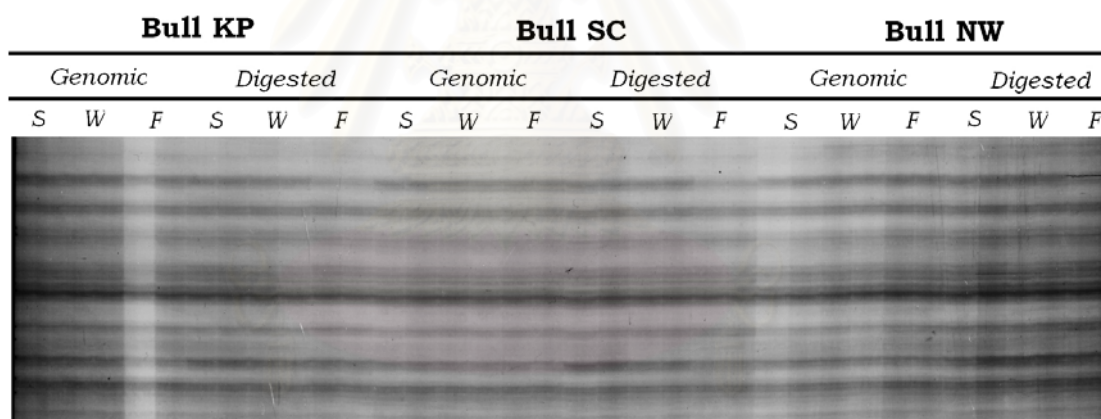 Bull KP Bull SC Bull NW
Genomic Digested Genomic Digested Genomic Digested
S W F S W F S W F S W F S W F S W F